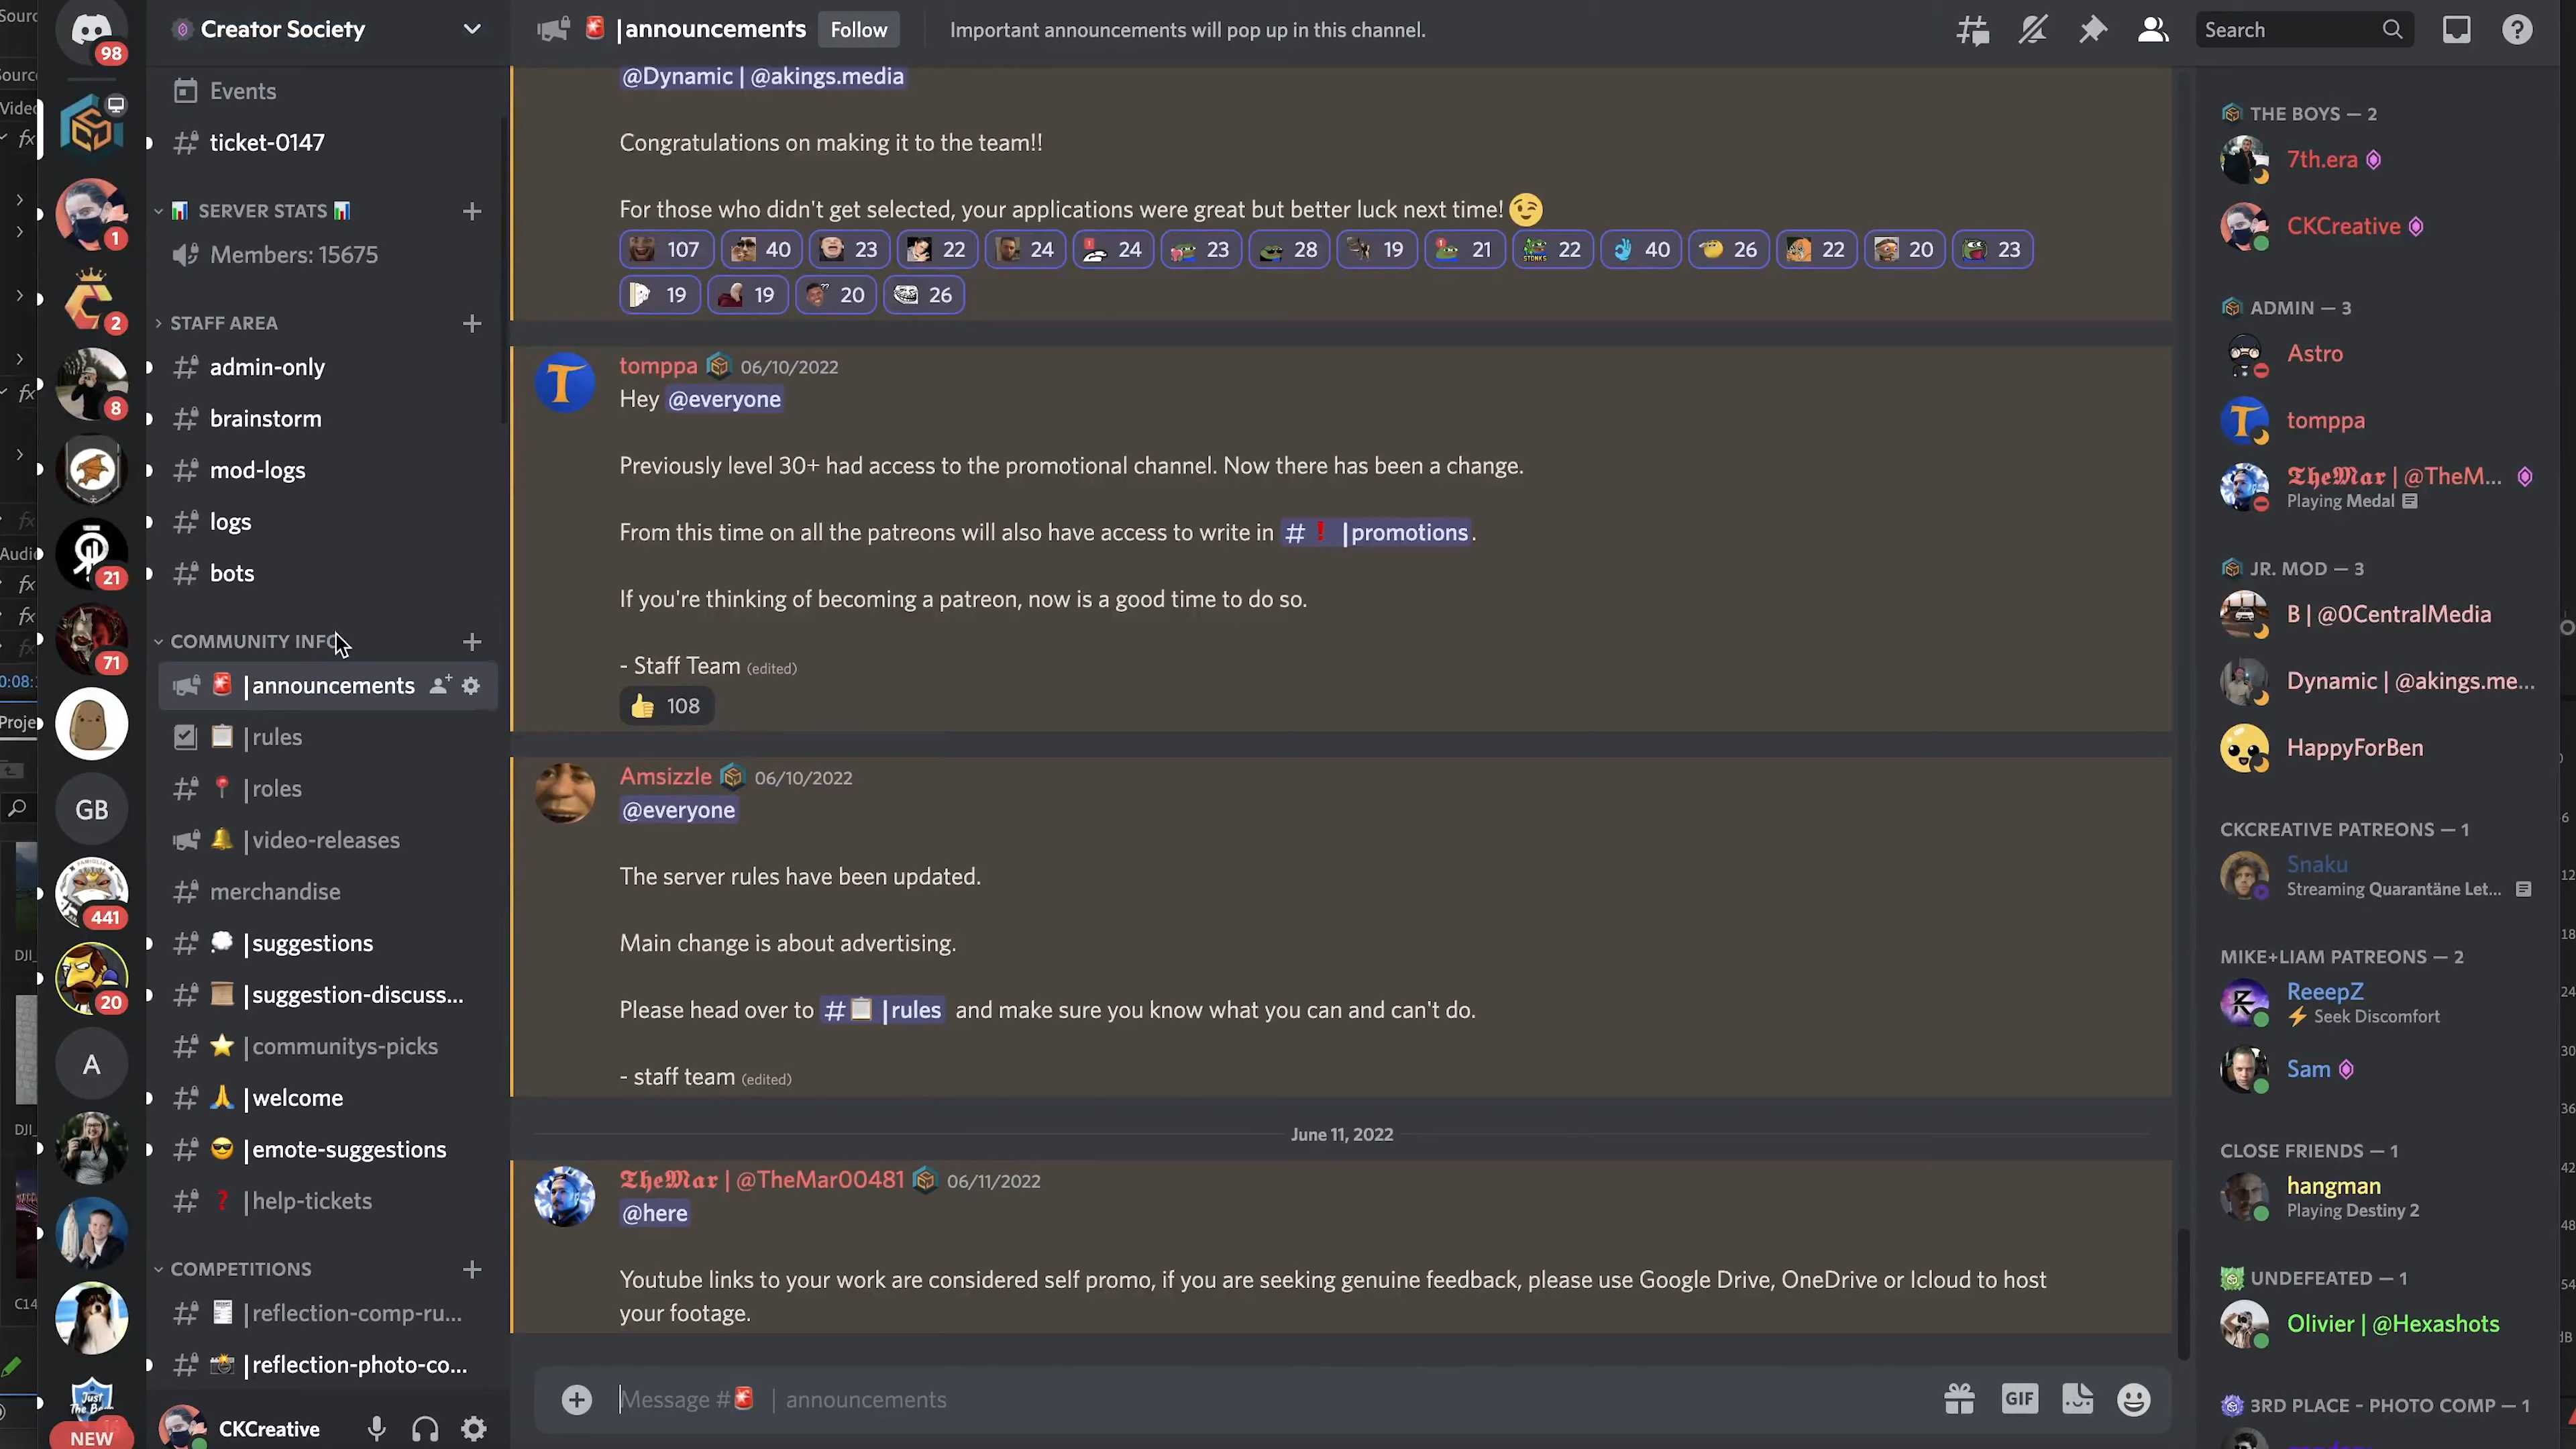 98
1
2
8
21
71
GB
441
20
A
NEW
Creator Society
Events
ticket-0147
SERVER STATS
Members: 15675
STAFF AREA
admin-only
brainstorm
mod-logs
logs
bots
COMMUNITY INFO
|announcements
|rules
|roles
|video-releases
merchandise
|suggestions
|suggestion-discuss...
|communitys-picks
|welcome
|emote-suggestions
|help-tickets
COMPETITIONS
|reflection-comp-ru...
|reflection-photo-co...
CKCreative
|announcements Follow Important announcements will pop up in this channel. Search
@Dynamic | @akings.media
Congratulations on making it to the team!!
For those who didn't get selected, your applications were great but better luck next time!
107 40 23 22 24 24 23 28 19 21 22 40 26 22 20 23
19 19 20 26
tomppa 06/10/2022
Hey @everyone
Previously level 30+ had access to the promotional channel. Now there has been a change.
From this time on all the patreons will also have access to write in # |promotions.
If you're thinking of becoming a patreon, now is a good time to do so.
- Staff Team (edited)
108
Amsizzle 06/10/2022
@everyone
The server rules have been updated.
Main change is about advertising.
Please head over to # |rules and make sure you know what you can and can't do.
- staff team (edited)
June 11, 2022
𝕿𝖍𝖊𝕸𝖆𝖗 | @TheMar00481 06/11/2022
@here
Youtube links to your work are considered self promo, if you are seeking genuine feedback, please use Google Drive, OneDrive or Icloud to host
your footage.
Message # | announcements
GIF
THE BOYS — 2
7th.era
CKCreative
ADMIN — 3
Astro
tomppa
𝕿𝖍𝖊𝕸𝖆𝖗 | @TheM...
Playing Medal
JR. MOD — 3
B | @0CentralMedia
Dynamic | @akings.me...
HappyForBen
CKCREATIVE PATREONS — 1
Snaku
Streaming Quarantäne Let...
MIKE+LIAM PATREONS — 2
ReeepZ
Seek Discomfort
Sam
CLOSE FRIENDS — 1
hangman
Playing Destiny 2
UNDEFEATED — 1
Olivier | @Hexashots
3RD PLACE - PHOTO COMP — 1